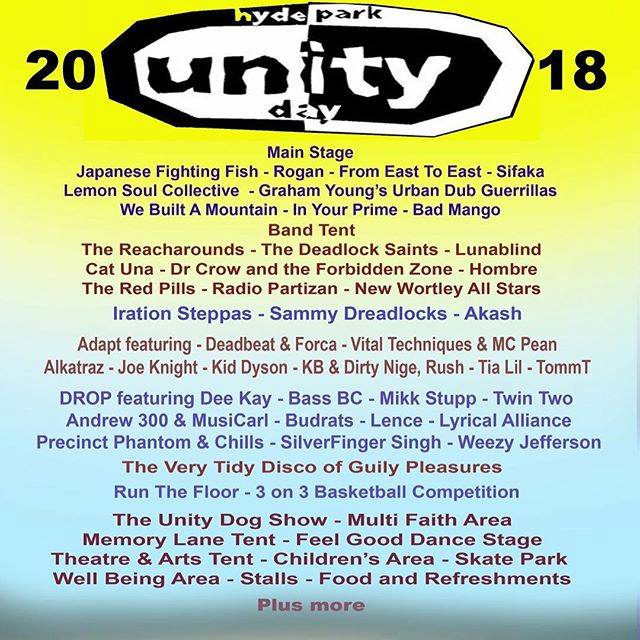 hyde park
20 unity 18
day
Main Stage
Japanese Fighting Fish - Rogan - From East To East - Sifaka
Lemon Soul Collective - Graham Young's Urban Dub Guerrillas
We Built A Mountain - In Your Prime - Bad Mango
Band Tent
The Reacharounds - The Deadlock Saints - Lunablind
Cat Una - Dr Crow and the Forbidden Zone - Hombre
The Red Pills - Radio Partizan - New Wortley All Stars
Iration Steppas - Sammy Dreadlocks - Akash
Adapt featuring - Deadbeat & Forca - Vital Techniques & MC Pean
Alkatraz - Joe Knight - Kid Dyson - KB & Dirty Nige, Rush - Tia Lil - TommT
DROP featuring Dee Kay - Bass BC - Mikk Stupp - Twin Two
Andrew 300 & MusiCarl - Budrats - Lence - Lyrical Alliance
Precinct Phantom & Chills - SilverFinger Singh - Weezy Jefferson
The Very Tidy Disco of Guily Pleasures
Run The Floor - 3 on 3 Basketball Competition
The Unity Dog Show - Multi Faith Area
Memory Lane Tent - Feel Good Dance Stage
Theatre & Arts Tent - Children's Area - Skate Park
Well Being Area - Stalls - Food and Refreshments
Plus more